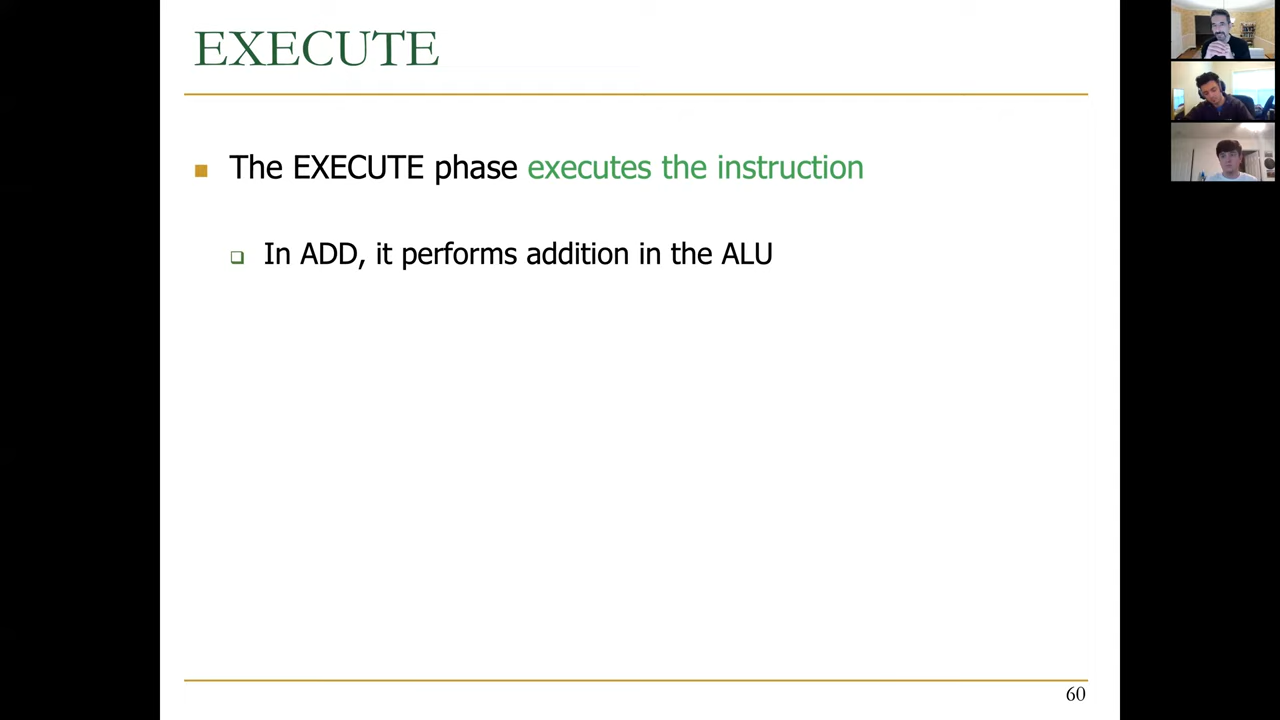 EXECUTE
The EXECUTE phase executes the instruction
In ADD, it performs addition in the ALU
60